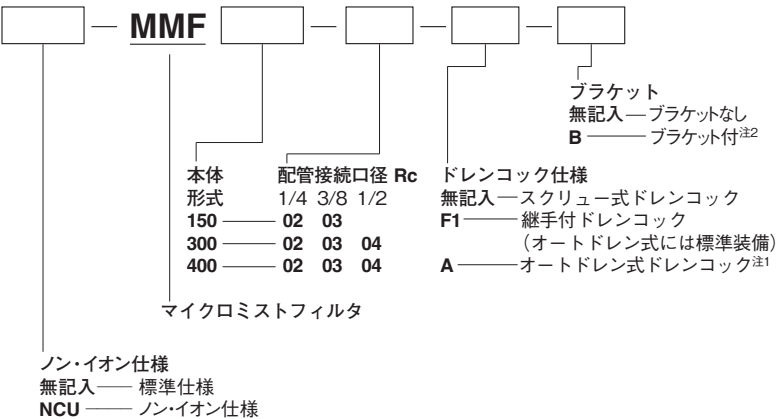 MMF
ブラケット
無記入―ブラケットなし
B ―― ブラケット付注2
本体
形式
配管接続口径 Rc
1/4 3/8 1/2
150 ―― 02 03
300 ―― 02 03 04
400 ―― 02 03 04
ドレンコック仕様
無記入―スクリュー式ドレンコック
F1――継手付ドレンコック
（オートドレン式には標準装備）
A――オートドレン式ドレンコック注1
マイクロミストフィルタ
ノン・イオン仕様
無記入―― 標準仕様
NCU ―― ノン・イオン仕様